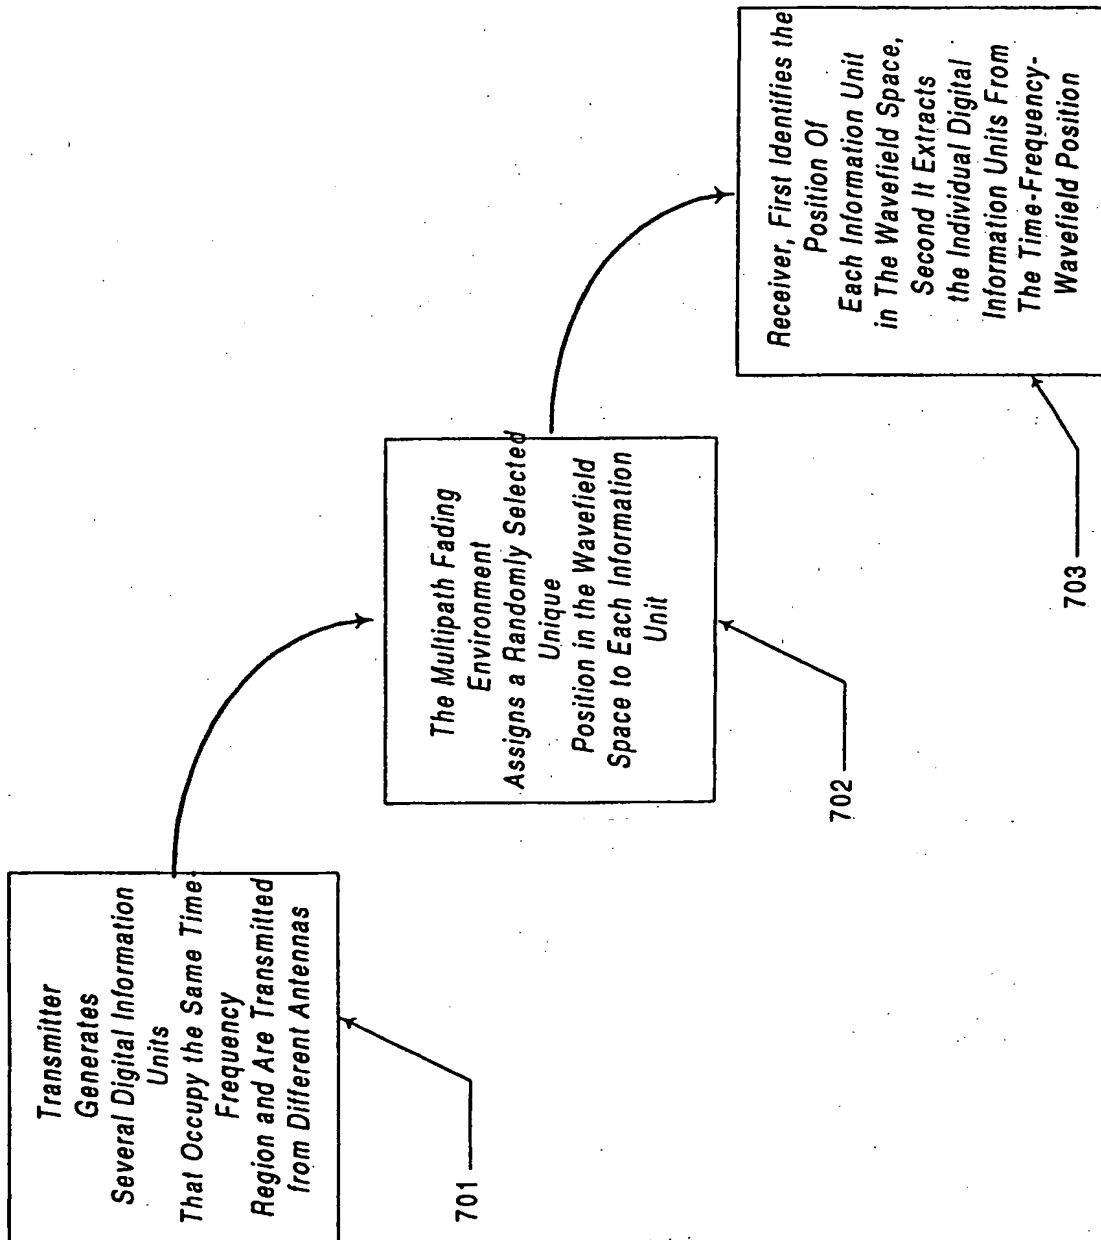 Transmitter
Generates
Several Digital Information
Units
That Occupy the Same Time-
Frequency
Region and Are Transmitted
from Different Antennas
701
The Multipath Fading
Environment
Assigns a Randomly Selected
Unique
Position in the Wavefield
Space to Each Information
Unit
702
Receiver, First Identifies the
Position Of
Each Information Unit
in The Wavefield Space,
Second It Extracts
the Individual Digital
Information Units From
The Time-Frequency-
Wavefield Position
703